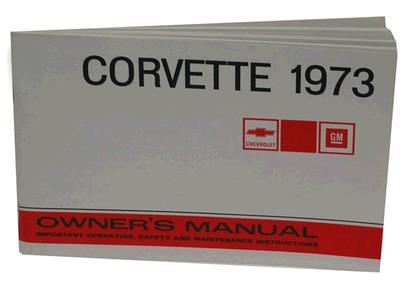 CORVETTE 1973
CHEVROLET
GM
OWNER'S MANUAL
IMPORTANT OPERATING, SAFETY AND MAINTENANCE INSTRUCTIONS